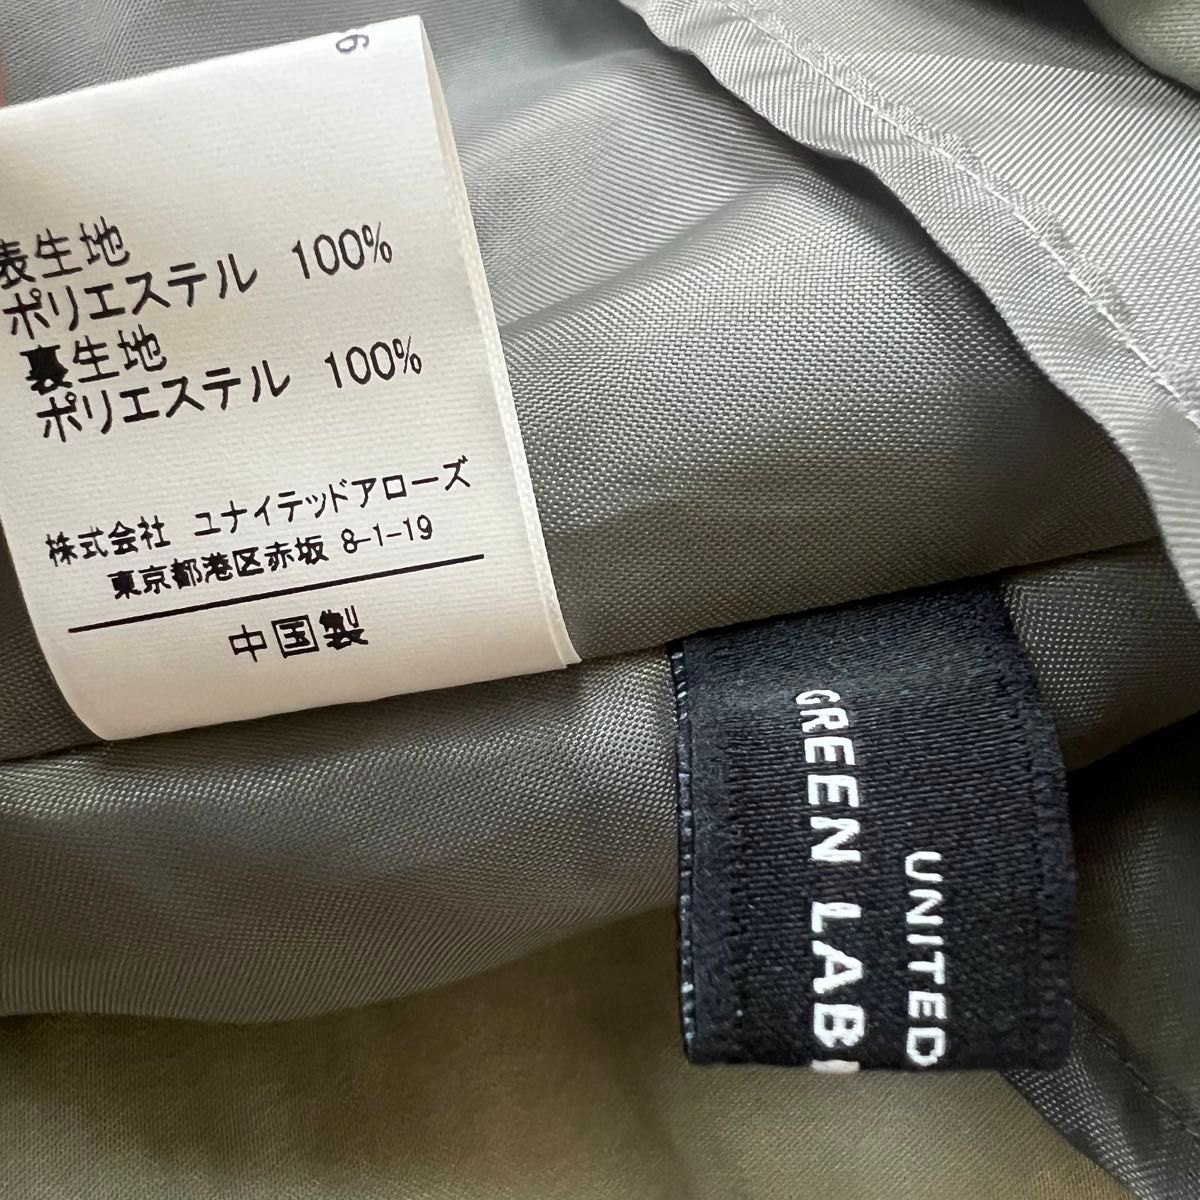 表生地
ポリエステル 100%
裏生地
ポリエステル 100%
株式会社 ユナイテッドアローズ
東京都港区赤坂 8-1-19
中国製
UNITED
GREEN LAB